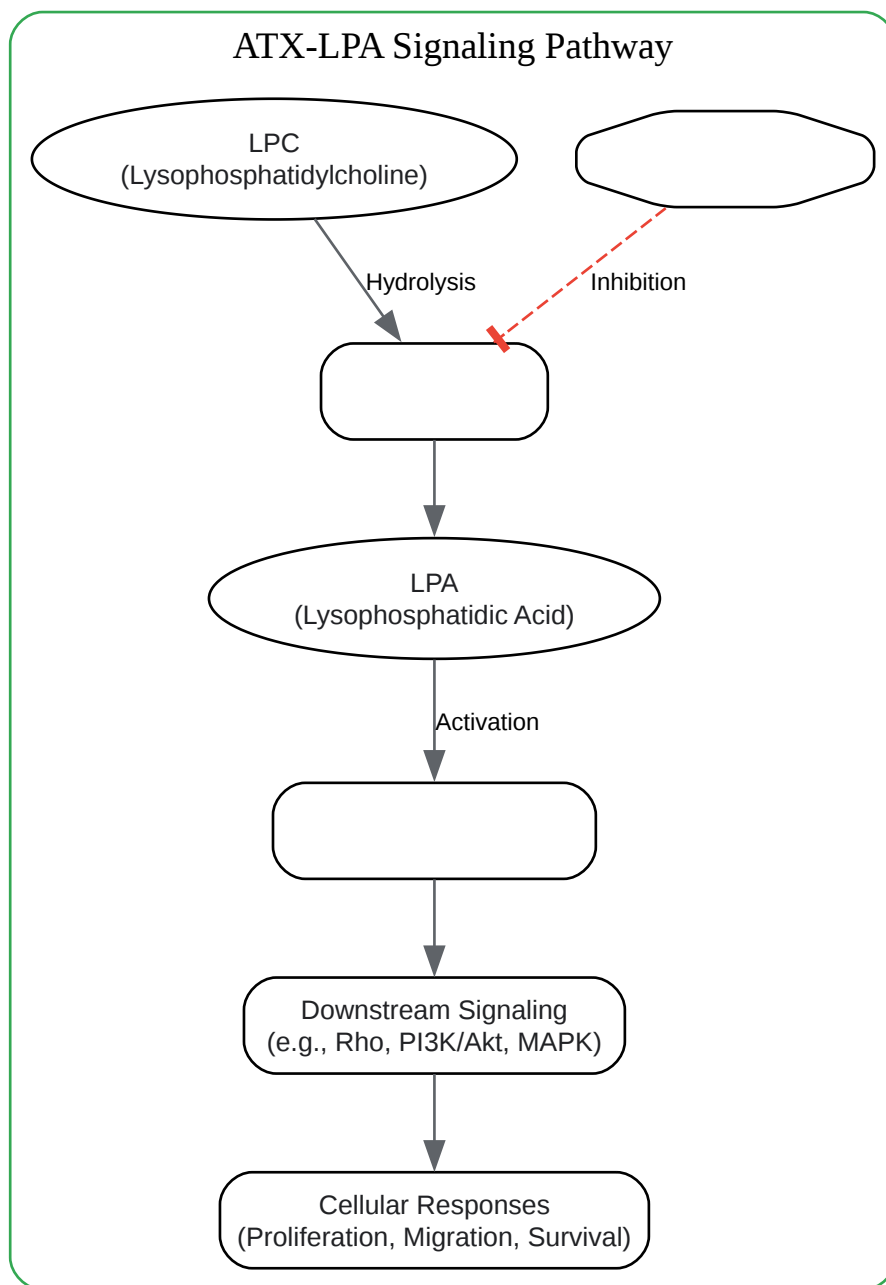 ATX-LPA Signaling Pathway
LPC
(Lysophosphatidylcholine)
Hydrolysis
Inhibition
LPA
(Lysophosphatidic Acid)
Activation
Downstream Signaling
(e.g., Rho, PI3K/Akt, MAPK)
Cellular Responses
(Proliferation, Migration, Survival)